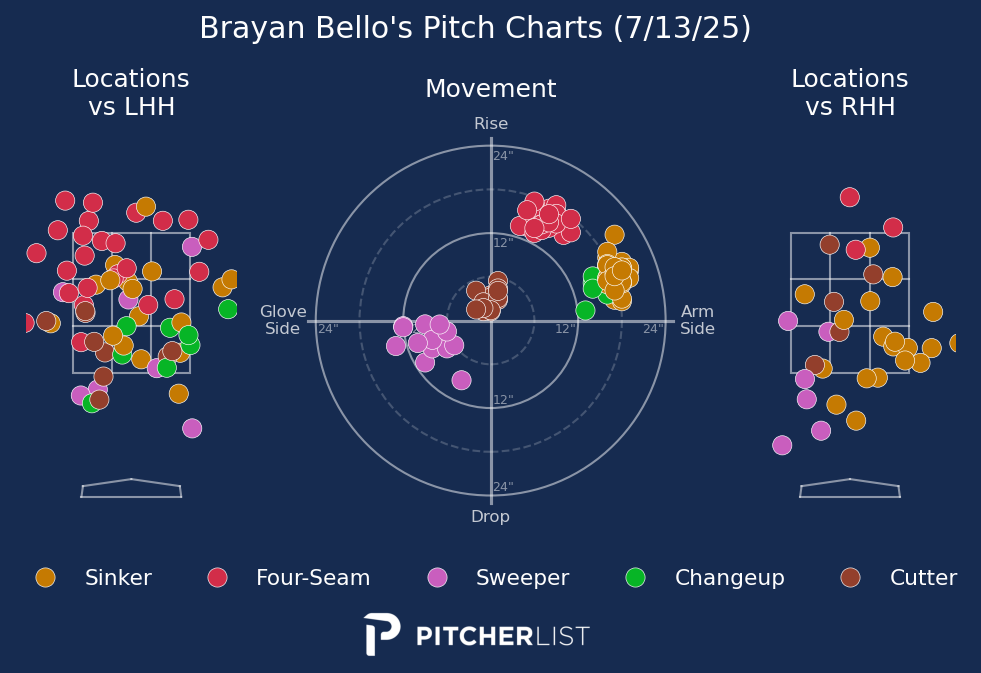 Brayan Bello's Pitch Charts (7/13/25)
Locations
vs LHH
Movement
Locations
vs RHH
Rise
24"
12"
Glove
Side
24"
12"
24"
Arm
Side
12"
24"
Drop
Sinker
Four-Seam
Sweeper
Changeup
Cutter
PITCHERLIST